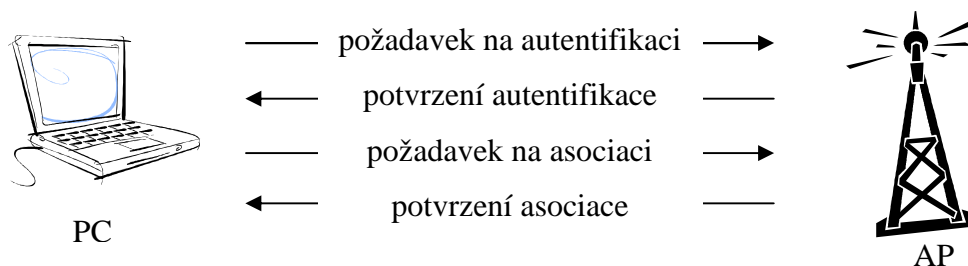 požadavek na autentifikaci
potvrzení autentifikace
požadavek na asociaci
potvrzení asociace
PC
AP